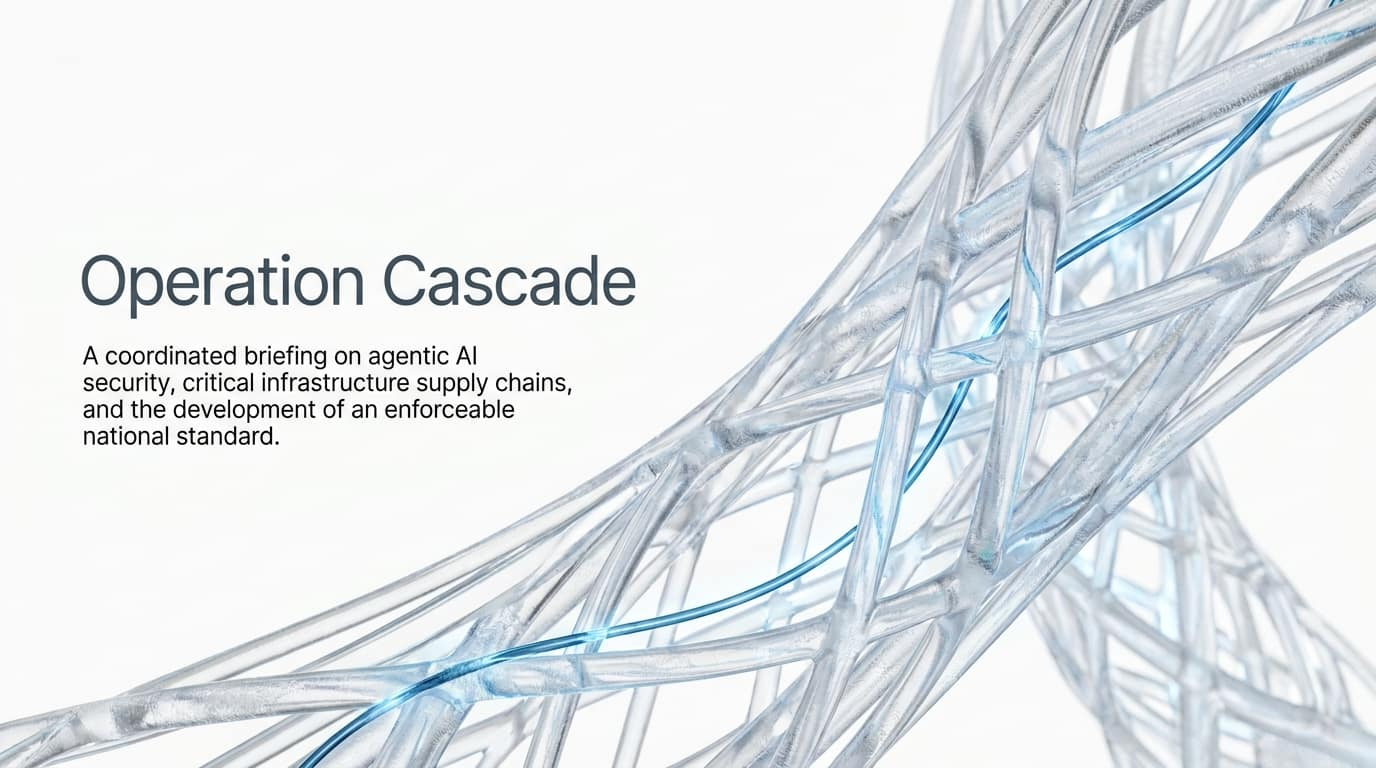 Operation Cascade
A coordinated briefing on agentic AI
security, critical infrastructure supply chains,
and the development of an enforceable
national standard.